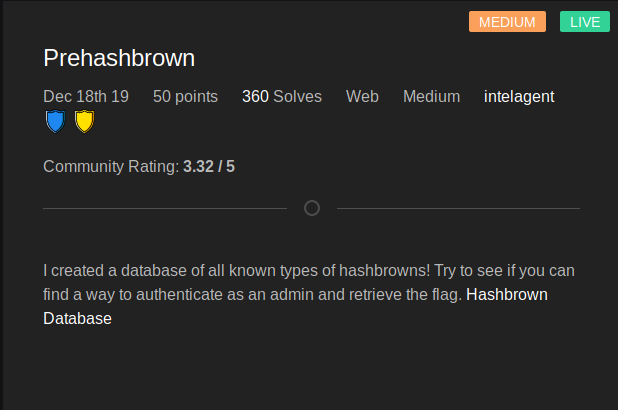 MEDIUM LIVE
Prehashbrown
Dec 18th 19 50 points 360 Solves Web Medium intelagent
Community Rating: 3.32 / 5
I created a database of all known types of hashbrowns! Try to see if you can
find a way to authenticate as an admin and retrieve the flag. Hashbrown
Database